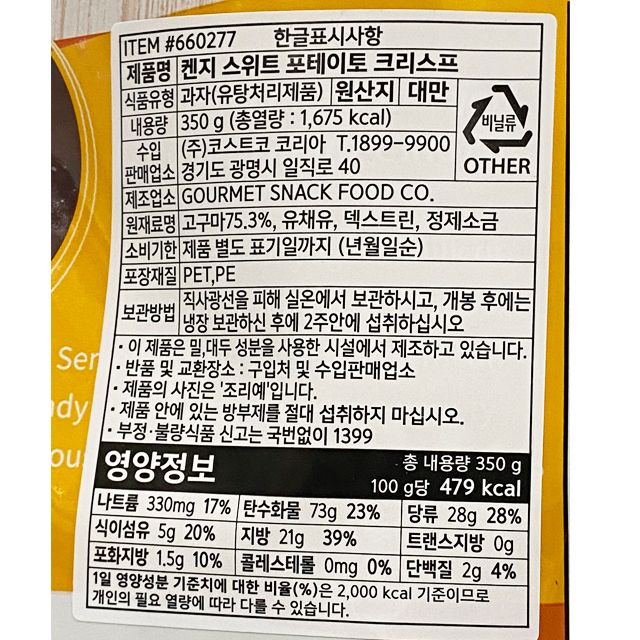 ITEM #660277 한글표시사항
제품명 켄지 스위트 포테이토 크리스프
식품유형 과자(유탕처리제품) 원산지 대만
내용량 350 g (총열량 : 1,675 kcal)
비닐류
OTHER
수입 판매업소 (주)코스트코 코리아 T.1899-9900
경기도 광명시 일직로 40
제조업소 GOURMET SNACK FOOD CO.
원재료명 고구마75.3%, 유채유, 덱스트린, 정제소금
소비기한 제품 별도 표기일까지 (년월일순)
포장재질 PET,PE
보관방법 직사광선을 피해 실온에서 보관하시고, 개봉 후에는
냉장 보관하신 후에 2주안에 섭취하십시오
· 이 제품은 밀,대두 성분을 사용한 시설에서 제조하고 있습니다.
· 반품 및 교환장소 : 구입처 및 수입판매업소
· 제품의 사진은 '조리예'입니다.
· 제품 안에 있는 방부제를 절대 섭취하지 마십시오.
· 부정·불량식품 신고는 국번없이 1399
영양정보 총 내용량 350 g
100 g당 479 kcal
나트륨 330mg 17% 탄수화물 73g 23% 당류 28g 28%
식이섬유 5g 20% 지방 21g 39% 트랜스지방 0g
포화지방 1.5g 10% 콜레스테롤 0mg 0% 단백질 2g 4%
1일 영양성분 기준치에 대한 비율(%)은 2,000 kcal 기준이므로
개인의 필요 열량에 따라 다를 수 있습니다.